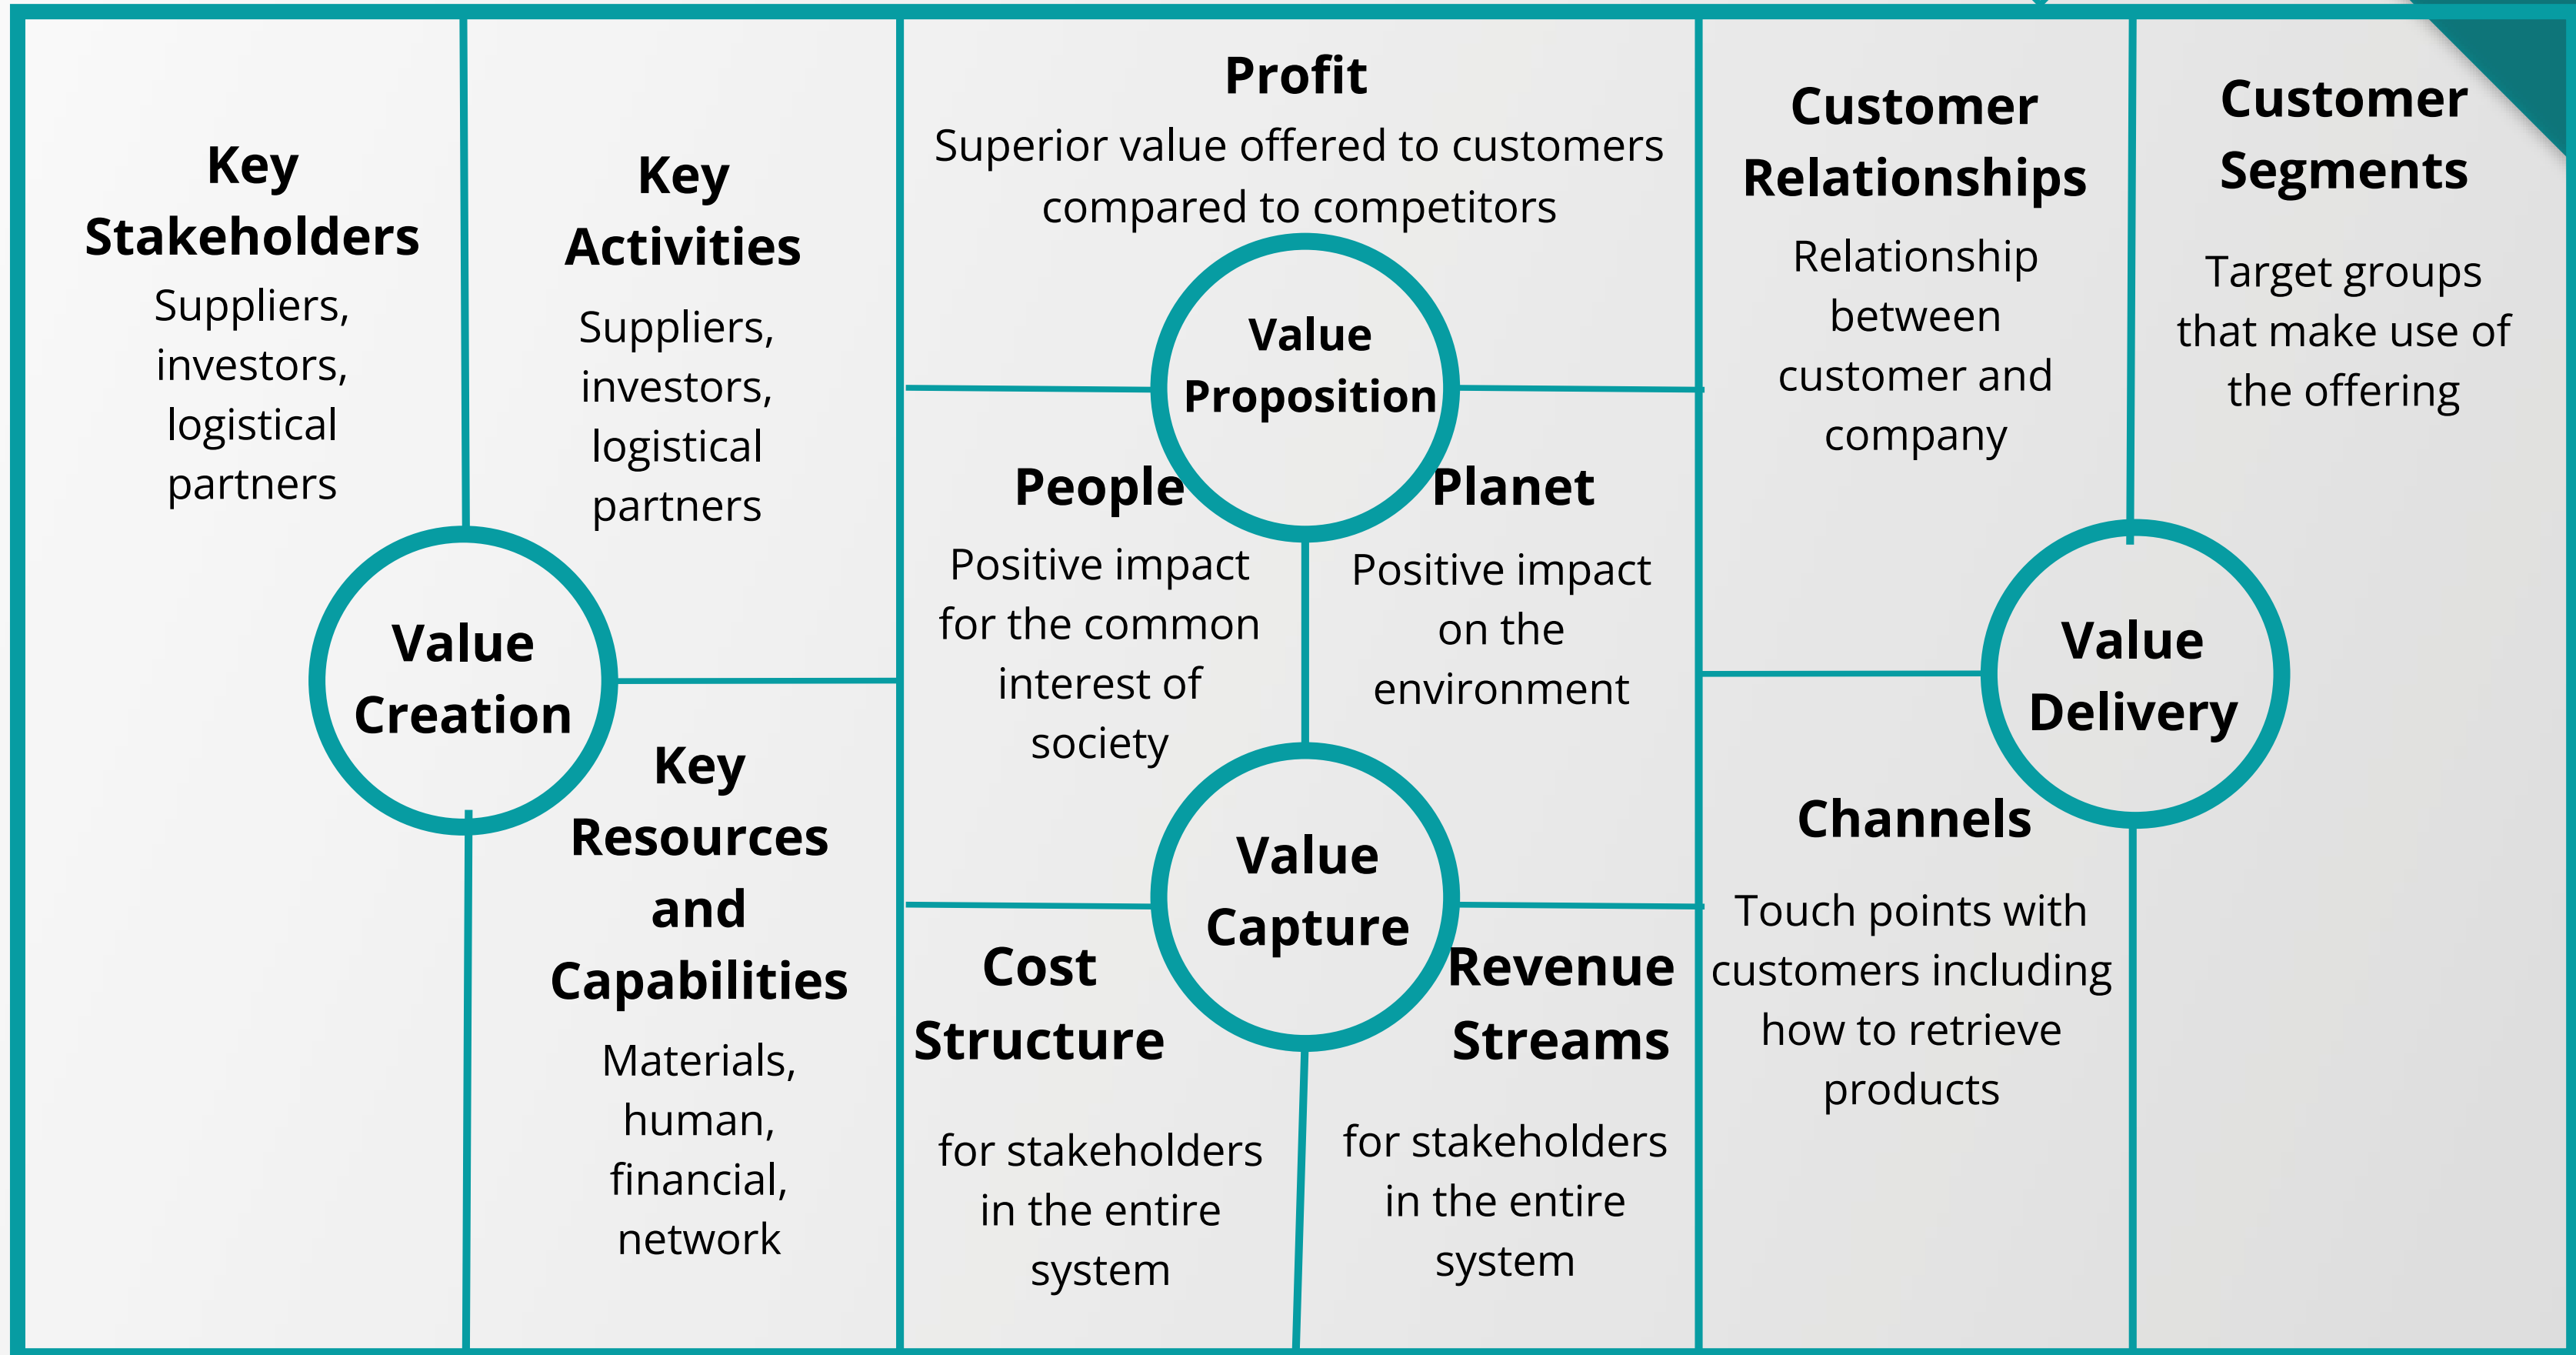 Key
Stakeholders
Suppliers,
investors,
logistical
partners
Key
Activities
Suppliers,
investors,
logistical
partners
Value
Creation
Key
Resources
and
Capabilities
Materials,
human,
financial,
network
Profit
Superior value offered to customers
compared to competitors
Value
Proposition
People
Positive impact
for the common
interest of
society
Planet
Positive impact
on the
environment
Value
Capture
Cost
Structure
for stakeholders
in the entire
system
Revenue
Streams
for stakeholders
in the entire
system
Customer
Relationships
Relationship
between
customer and
company
Customer
Segments
Target groups
that make use of
the offering
Value
Delivery
Channels
Touch points with
customers including
how to retrieve
products